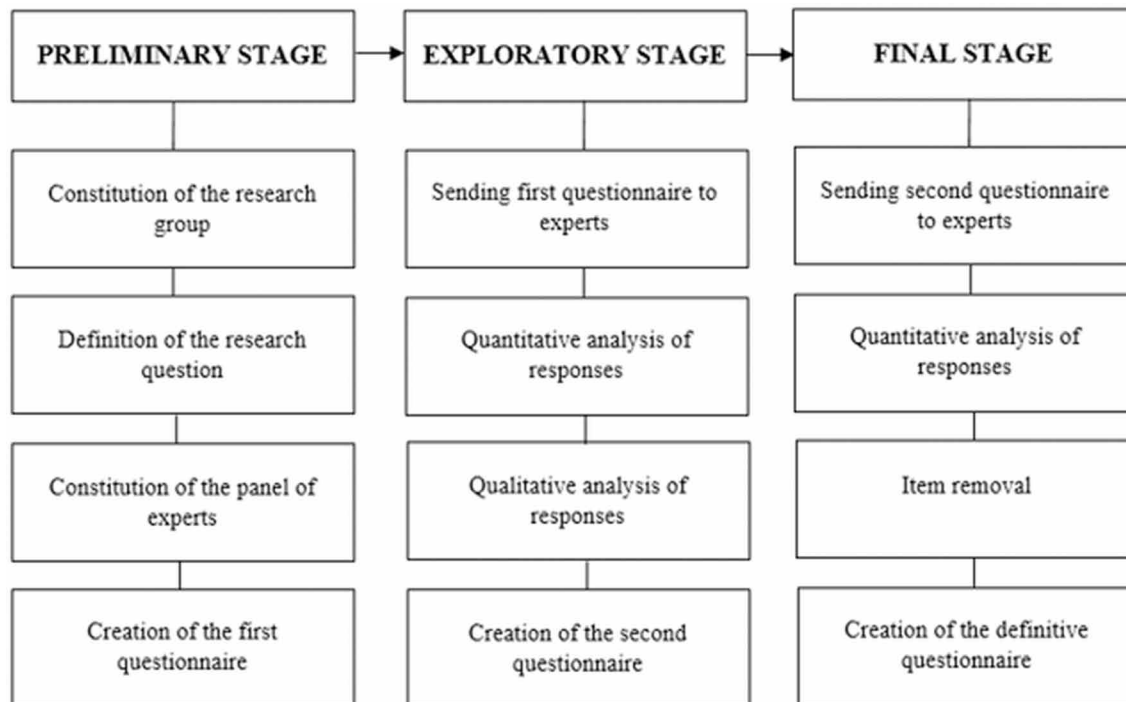 PRELIMINARY STAGE
EXPLORATORY STAGE
FINAL STAGE
Constitution of the research
group
Definition of the research
question
Constitution of the panel of
experts
Creation of the first
questionnaire
Sending first questionnaire to
experts
Quantitative analysis of
responses
Qualitative analysis of
responses
Creation of the second
questionnaire
Sending second questionnaire
to experts
Quantitative analysis of
responses
Item removal
Creation of the definitive
questionnaire